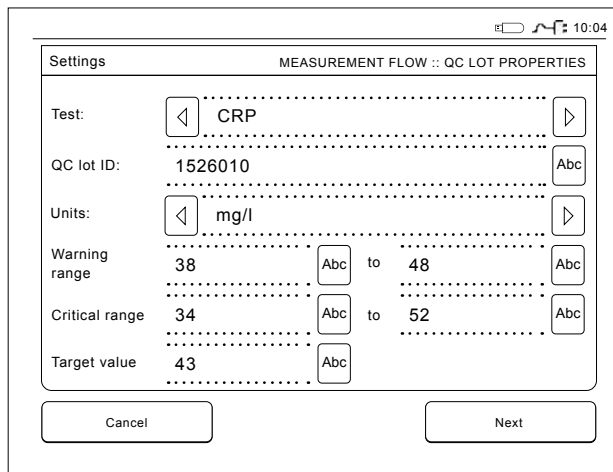 10:04
Settings MEASUREMENT FLOW :: QC LOT PROPERTIES
Test: CRP
QC lot ID: 1526010 Abc
Units: mg/l
Warning
range 38 Abc to 48 Abc
Critical range 34 Abc to 52 Abc
Target value 43 Abc
Cancel Next